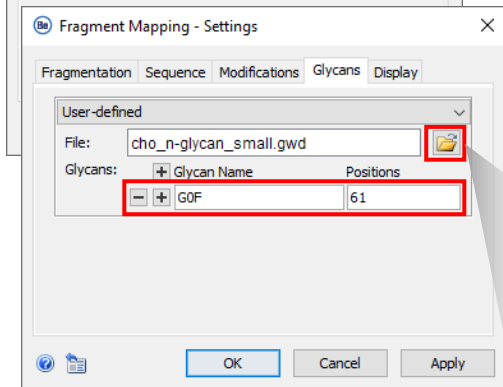 Be Fragment Mapping - Settings
Fragmentation Sequence Modifications Glycans Display
User-defined
File: cho_n-glycan_small.gwd
Glycans: Glycan Name Positions
G0F 61
OK Cancel Apply